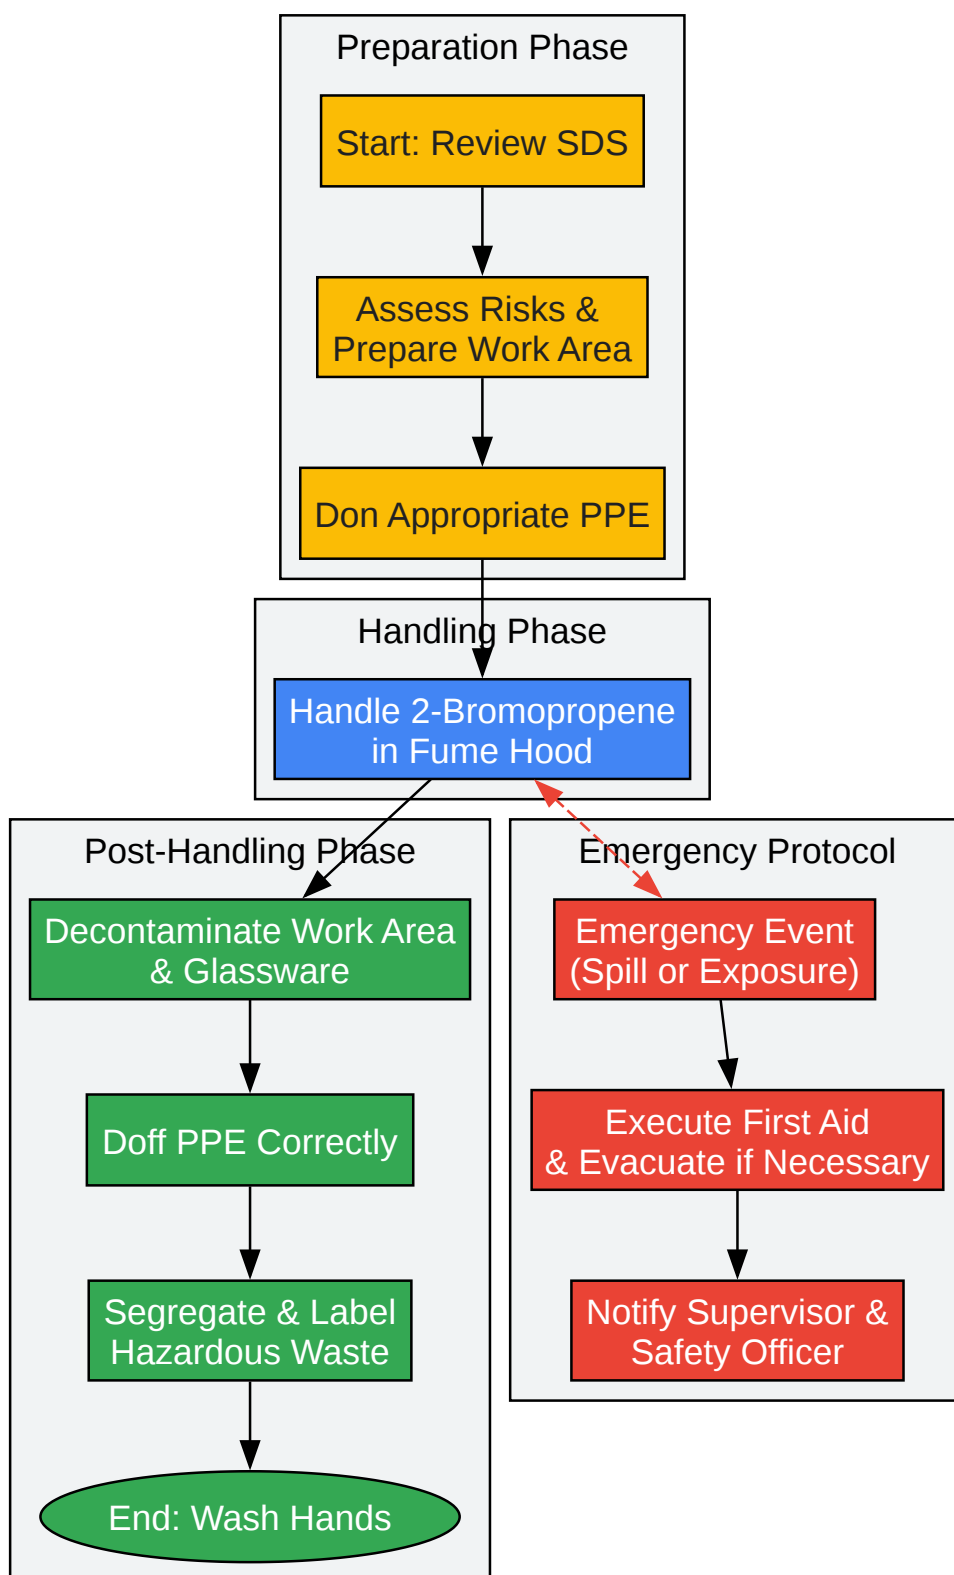 Preparation Phase
Start: Review SDS
Assess Risks &
Prepare Work Area
Don Appropriate PPE
Handling Phase
Handle 2-Bromopropene
in Fume Hood
Post-Handling Phase
Decontaminate Work Area
& Glassware
Doff PPE Correctly
Segregate & Label
Hazardous Waste
End: Wash Hands
Emergency Protocol
Emergency Event
(Spill or Exposure)
Execute First Aid
& Evacuate if Necessary
Notify Supervisor &
Safety Officer